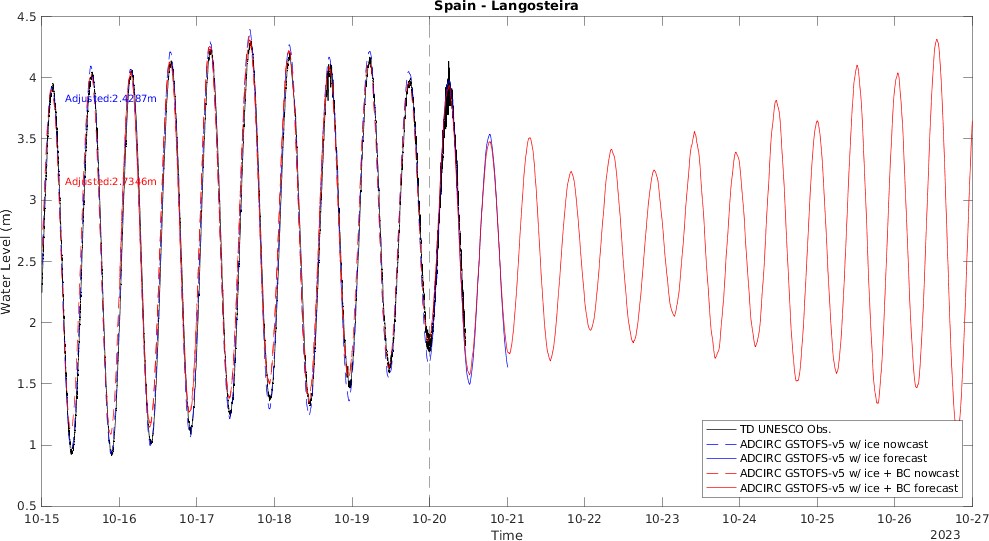 Spain - Langosteira
4.5
4
3.5
3
2.5
2
1.5
1
0.5
Water Level (m)
Adjusted:2.4287m
Adjusted:2.7346m
TD UNESCO Obs.
ADCIRC GSTOFS-v5 w/ ice nowcast
ADCIRC GSTOFS-v5 w/ ice forecast
ADCIRC GSTOFS-v5 w/ ice + BC nowcast
ADCIRC GSTOFS-v5 w/ ice + BC forecast
10-15 10-16 10-17 10-18 10-19 10-20 10-21 10-22 10-23 10-24 10-25 10-26 10-27
Time
2023